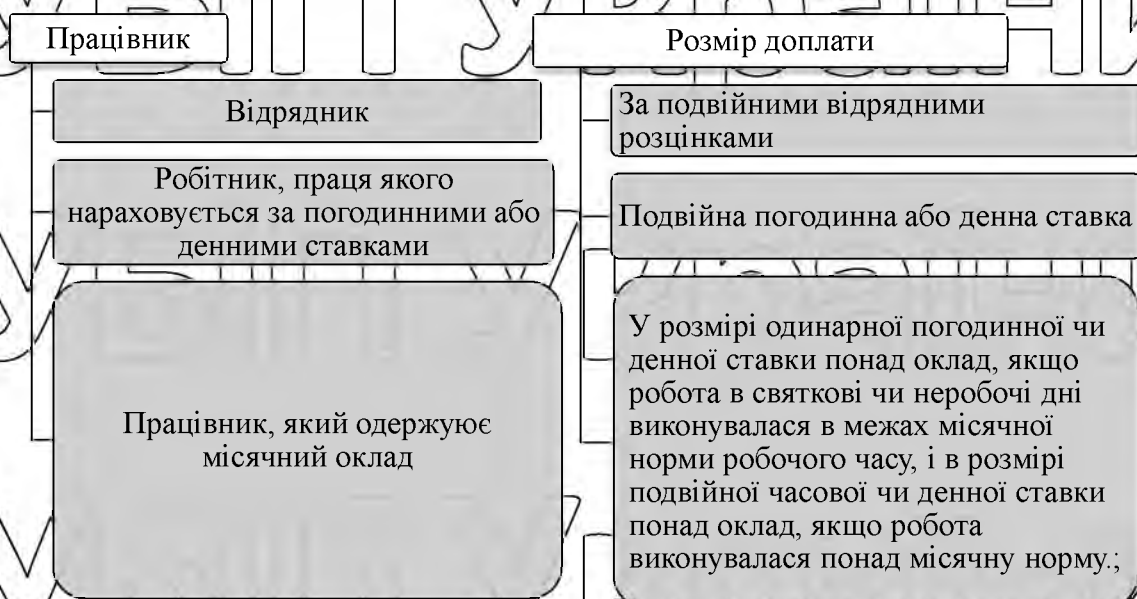 Працівник
Розмір доплати
Відрядник
За подвійними відрядними
розцінками
Робітник, праця якого
нараховується за погодинними або
денними ставками
Подвійна погодинна або денна ставка
Працівник, який одержуює
місячний оклад
У розмірі одинарної погодинної чи
денної ставки понад оклад, якщо
робота в святкові чи неробочі дні
виконувалася в межах місячної
норми робочого часу, і в розмірі
подвійної часової чи денної ставки
понад оклад, якщо робота
виконувалася понад місячну норму.;